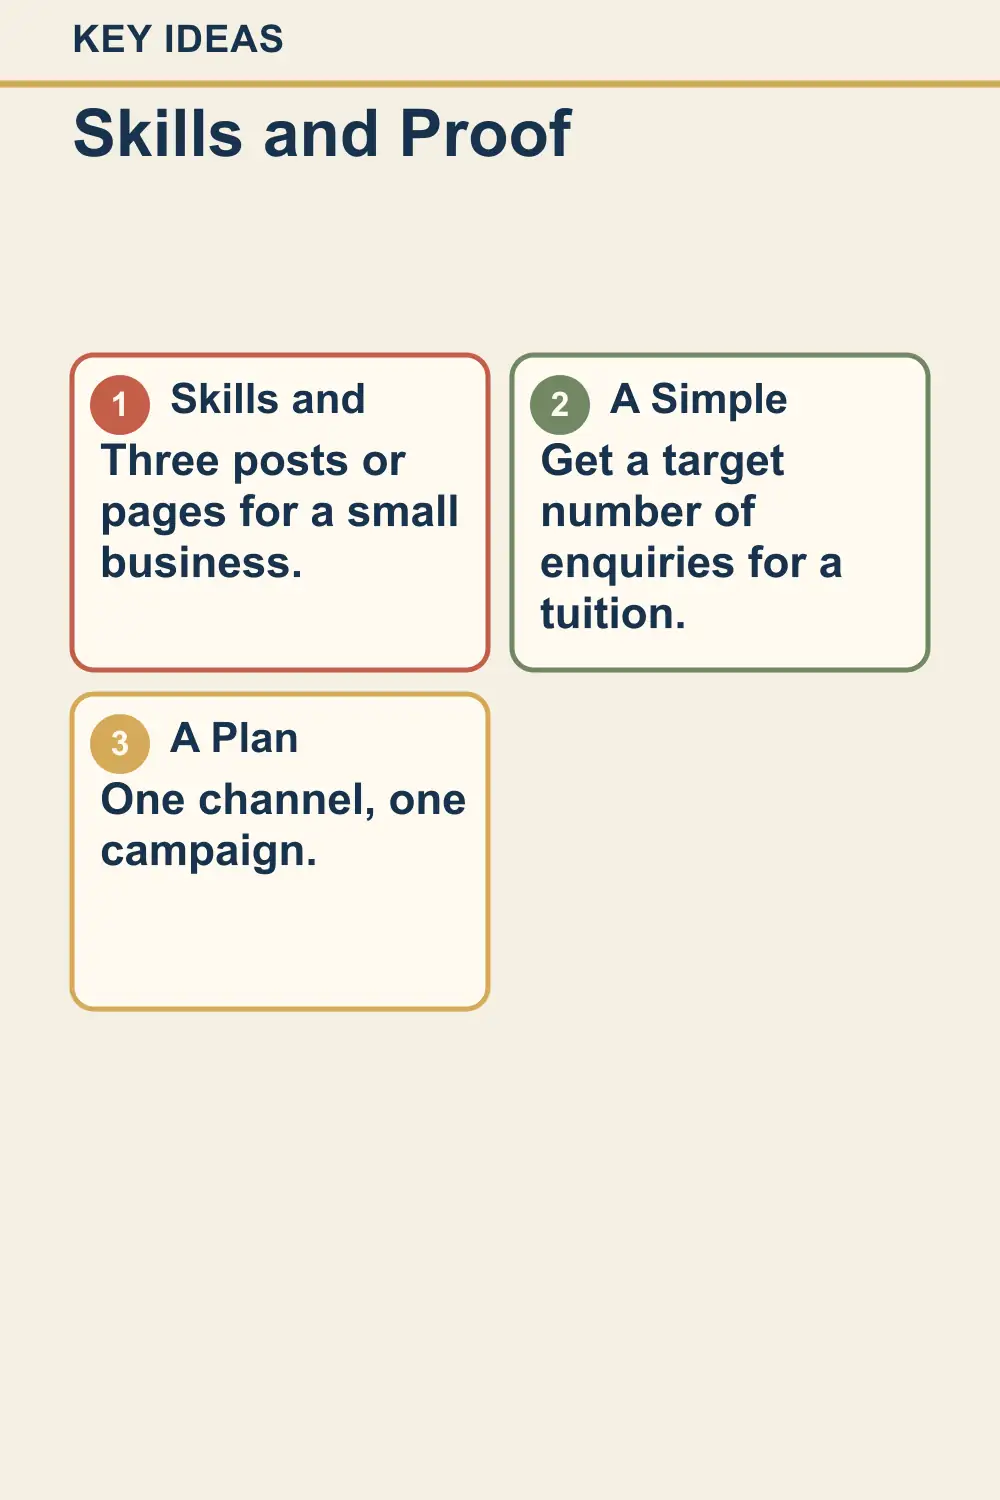 KEY IDEAS
Skills and Proof
1 Skills and
Three posts or
pages for a small
business.
2 A Simple
Get a target
number of
enquiries for a
tuition.
3 A Plan
One channel, one
campaign.